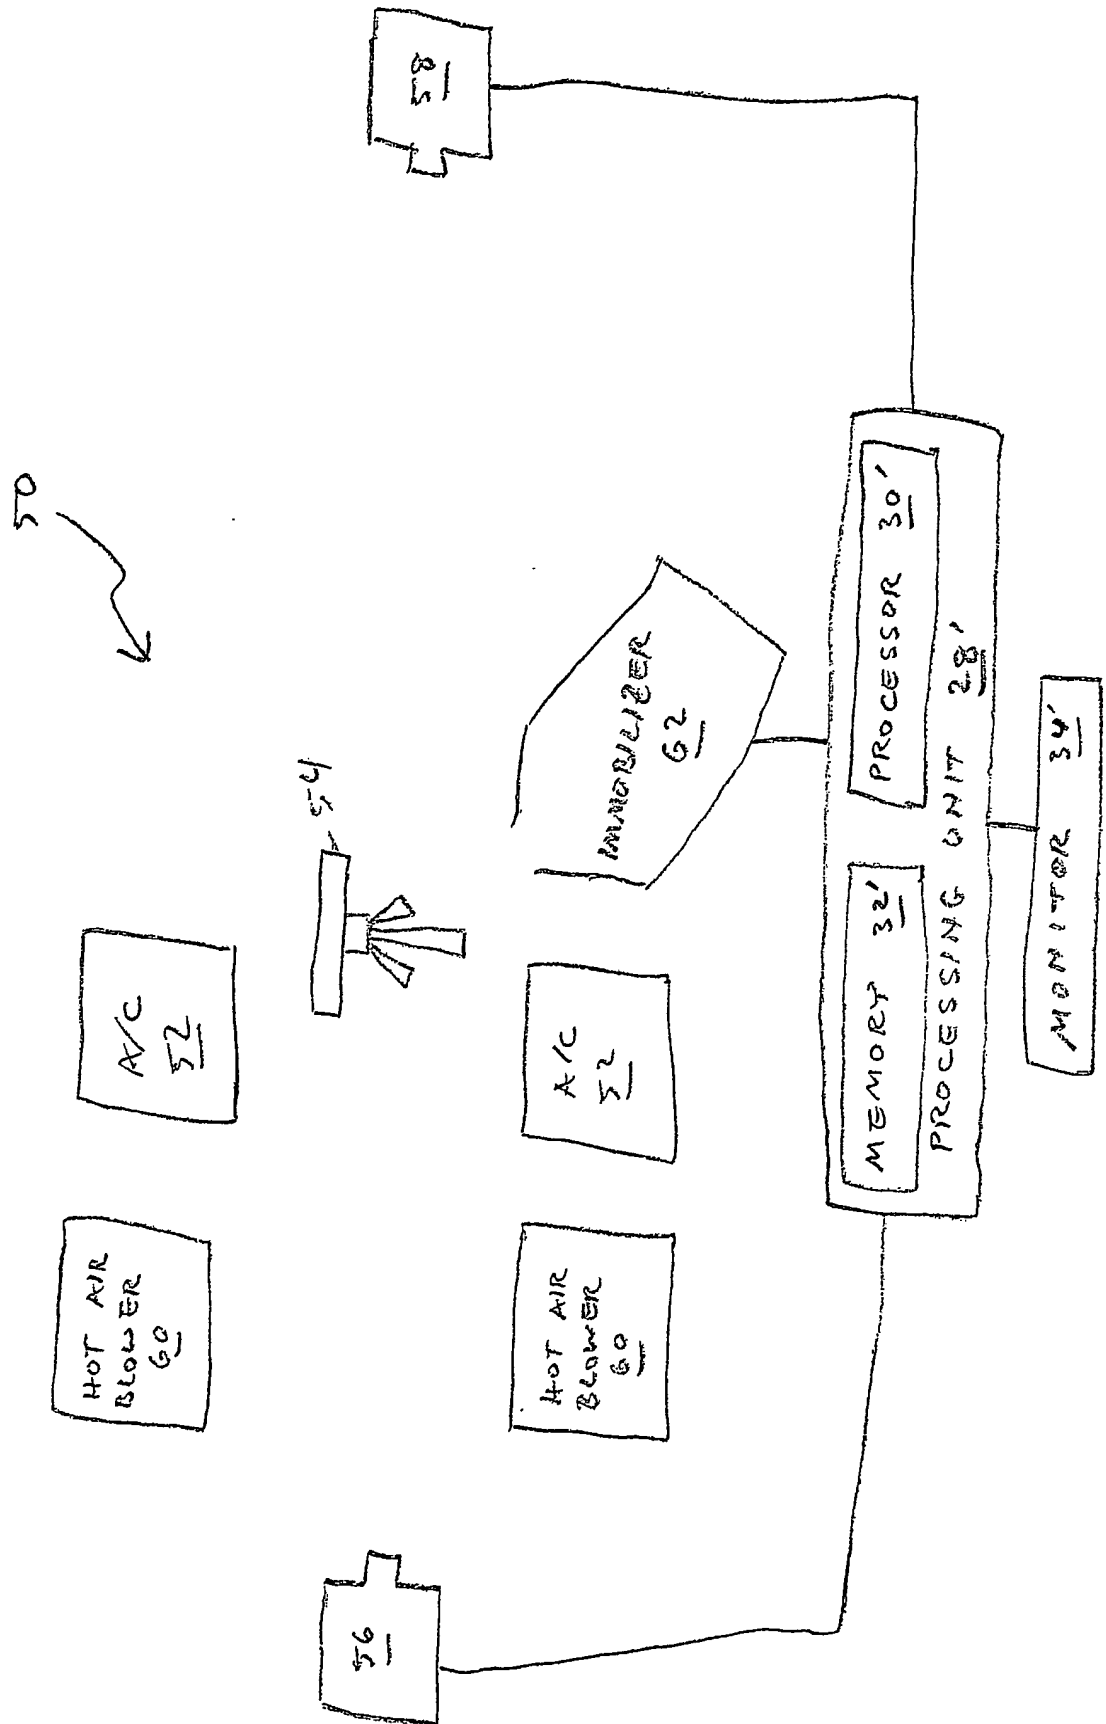 50
HOT AIR
BLOWER
60
A/C
52
54
56
58
HOT AIR
BLOWER
60
A/C
52
IMMOBILIZER
62
MEMORY 32'
PROCESSOR 30'
PROCESSING UNIT 28'
MONITOR 34'